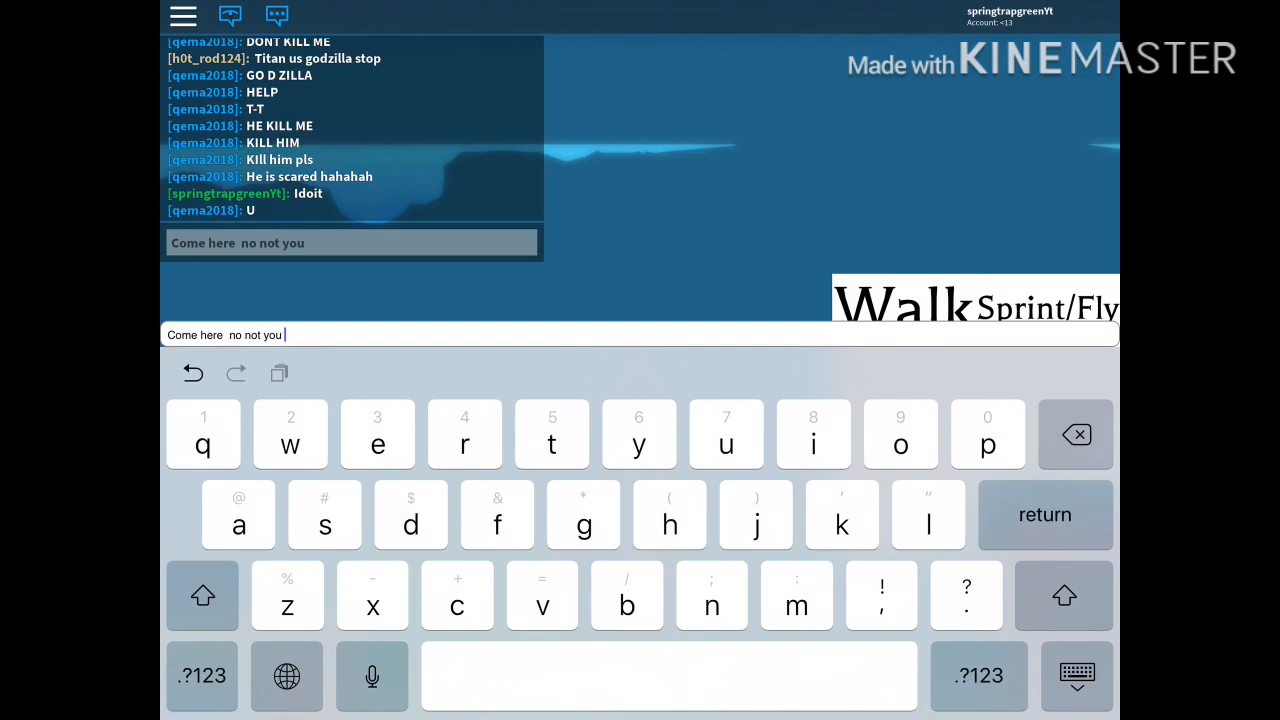 springtrapgreenYt
Account: <13
Made with KINEMASTER
[qema2018]: DONT KILL ME
[h0t_rod124]: Titan us godzilla stop
[qema2018]: GO D ZILLA
[qema2018]: HELP
[qema2018]: T-T
[qema2018]: HE KILL ME
[qema2018]: KILL HIM
[qema2018]: KIll him pls
[qema2018]: He is scared hahahah
[springtrapgreenYt]: Idoit
[qema2018]: U
Come here  no not you
Walk Sprint/Fly
Come here  no not you
1 2 3 4 5 6 7 8 9 0
q w e r t y u i o p
@ # $ & * ( ) ' "
a s d f g h j k l return
% - + = / ; : ! ?
z x c v b n m , .
.?123 .?123